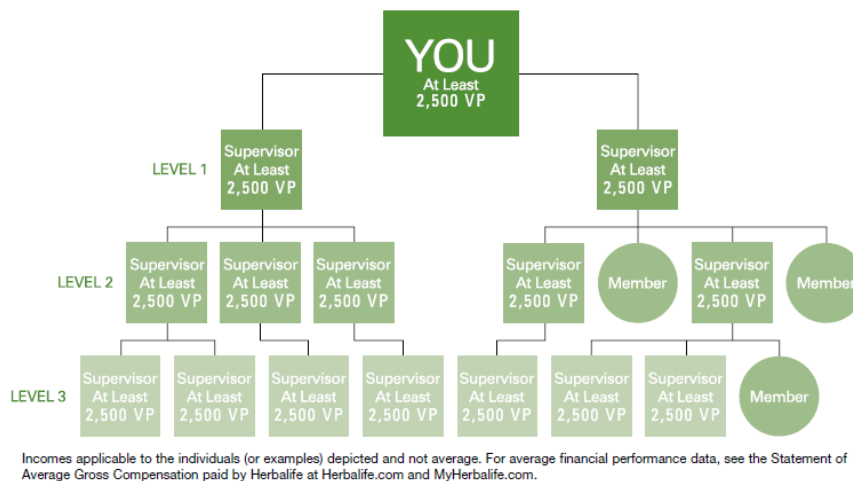 YOU
At Least
2,500 VP
LEVEL 1
Supervisor
At Least
2,500 VP
Supervisor
At Least
2,500 VP
LEVEL 2
Supervisor
At Least
2,500 VP
Supervisor
At Least
2,500 VP
Supervisor
At Least
2,500 VP
Supervisor
At Least
2,500 VP
Member
Supervisor
At Least
2,500 VP
Member
LEVEL 3
Supervisor
At Least
2,500 VP
Supervisor
At Least
2,500 VP
Supervisor
At Least
2,500 VP
Supervisor
At Least
2,500 VP
Supervisor
At Least
2,500 VP
Supervisor
At Least
2,500 VP
Supervisor
At Least
2,500 VP
Member
Incomes applicable to the individuals (or examples) depicted and not average. For average financial performance data, see the Statement of
Average Gross Compensation paid by Herbalife at Herbalife.com and MyHerbalife.com.